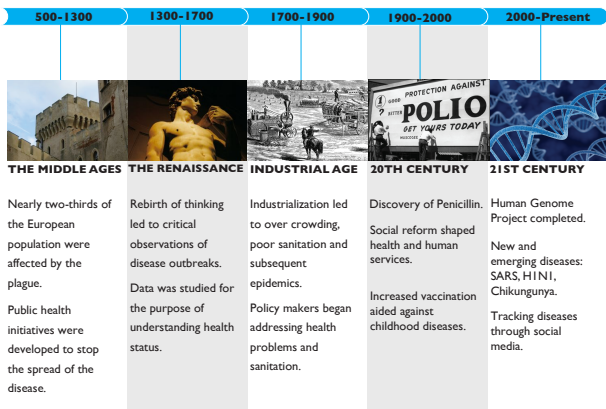 500-1300
1300-1700
1700-1900
1900-2000
2000-Present
PROTECTION AGAINST
GOOD
BETTER
POLIO
GET YOURS TODAY
THE MIDDLE AGES
THE RENAISSANCE
INDUSTRIAL AGE
20TH CENTURY
21ST CENTURY
Nearly two-thirds of
the European
population were
affected by the
plague.
Public health
initiatives were
developed to stop
the spread of the
disease.
Rebirth of thinking
led to critical
observations of
disease outbreaks.
Data was studied for
the purpose of
understanding health
status.
Industrialization led
to over crowding,
poor sanitation and
subsequent
epidemics.
Policy makers began
addressing health
problems and
sanitation.
Discovery of Penicillin.
Social reform shaped
health and human
services.
Increased vaccination
aided against
childhood diseases.
Human Genome
Project completed.
New and
emerging diseases:
SARS, H1N1,
Chikungunya.
Tracking diseases
through social
media.